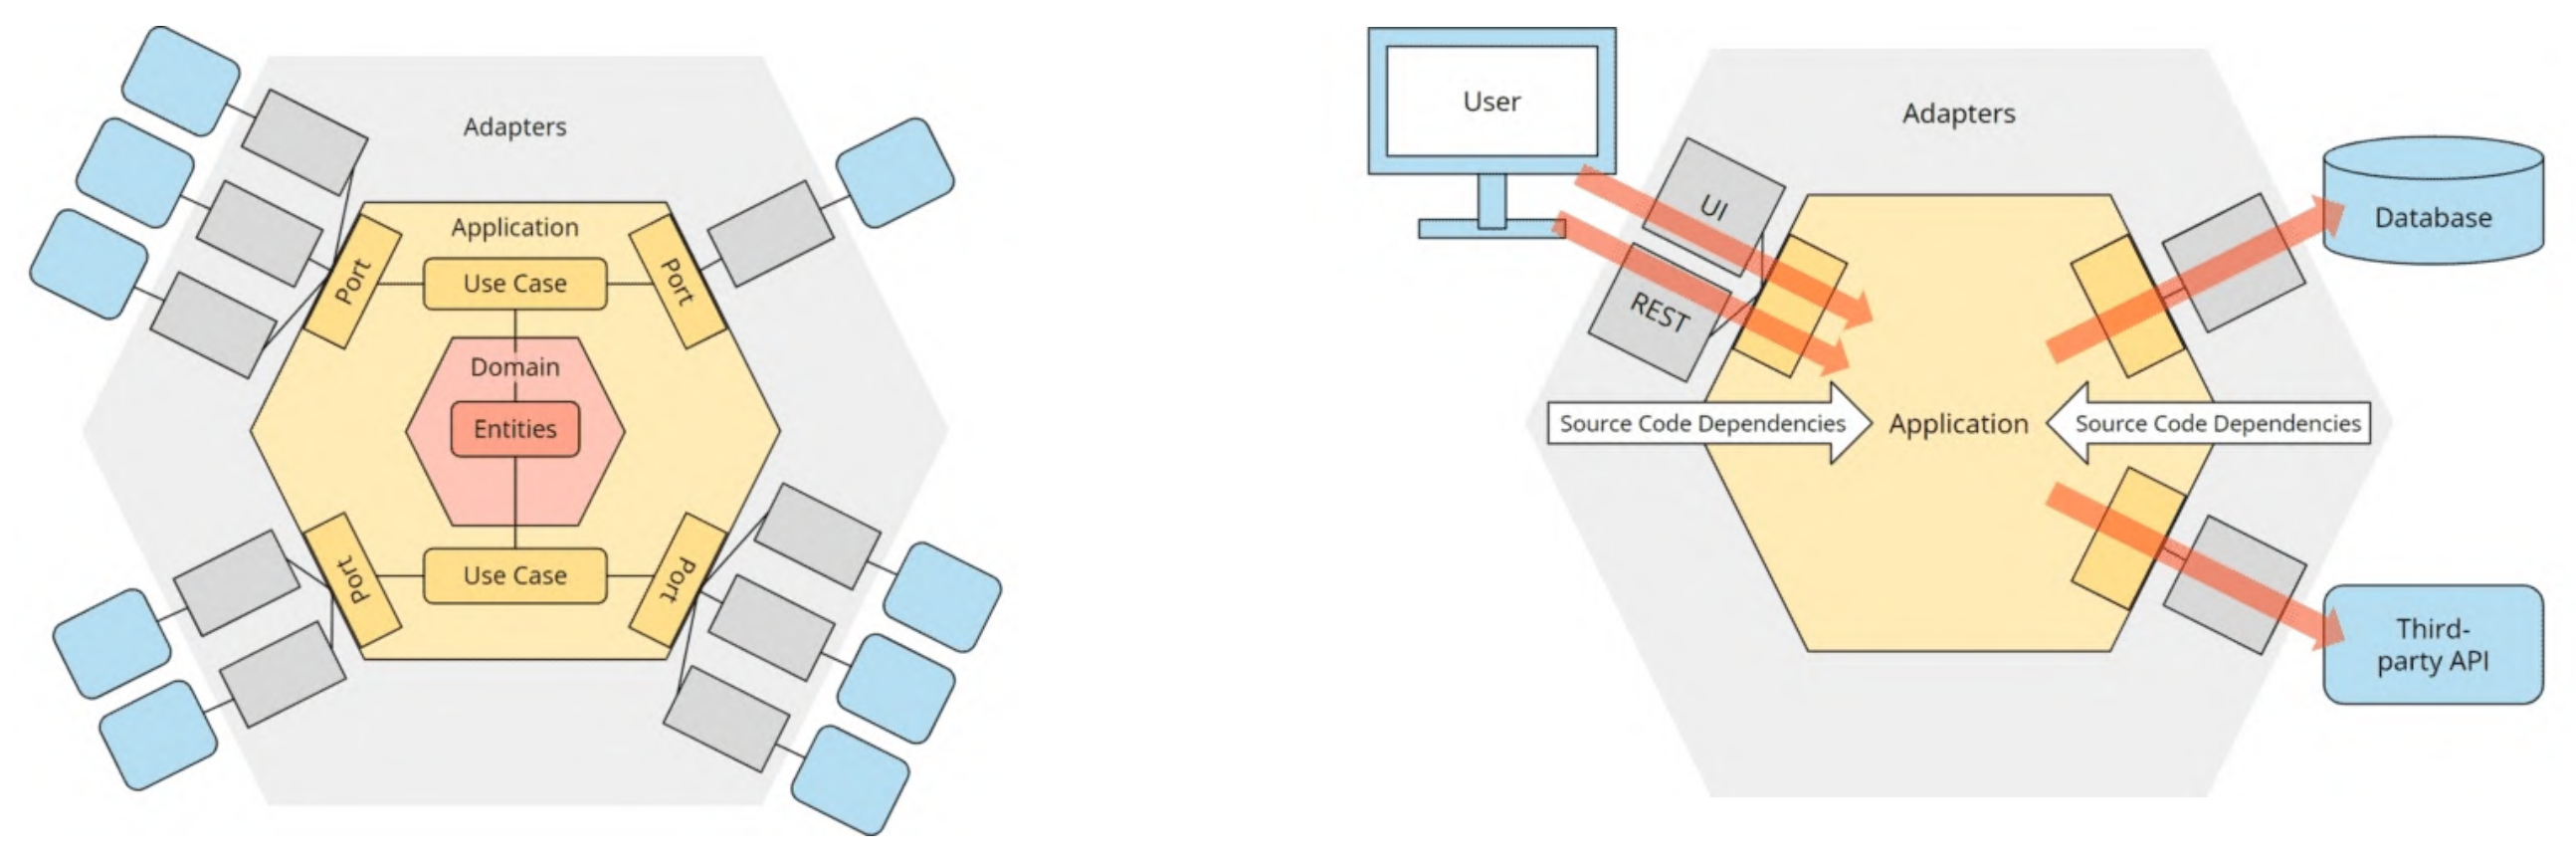 Adapters
Application
Port
Use Case
Port
Domain
Entities
Port
Use Case
Port
User
Adapters
UI
REST
Database
Source Code Dependencies
Application
Source Code Dependencies
Third-
party API